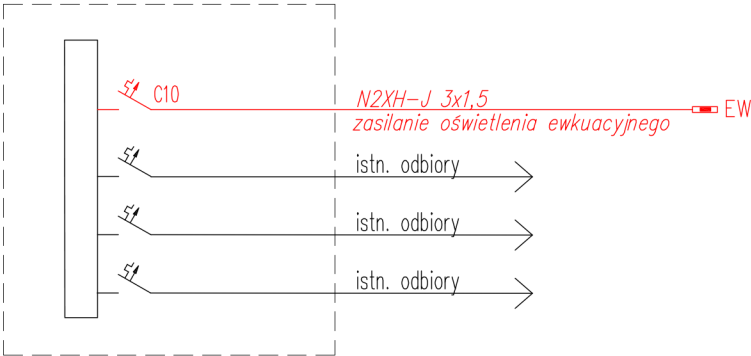 C10
N2XH-J 3x1,5
EW
zasilanie oświetlenia ewkuacyjnego
istn. odbiory
istn. odbiory
istn. odbiory